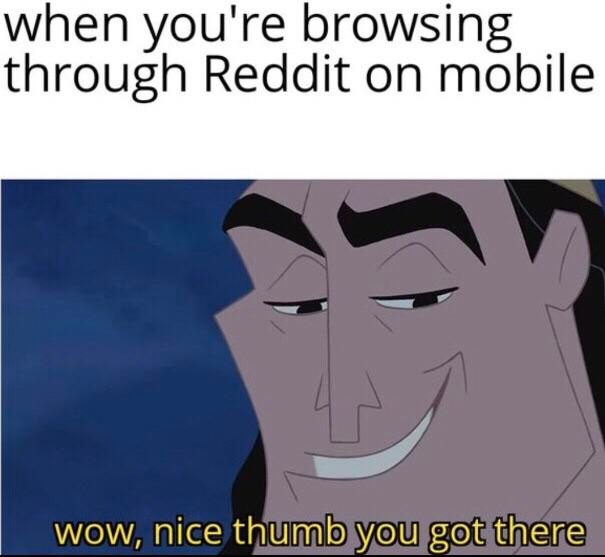 when you're browsing
through Reddit on mobile
wow, nice thumb you got there